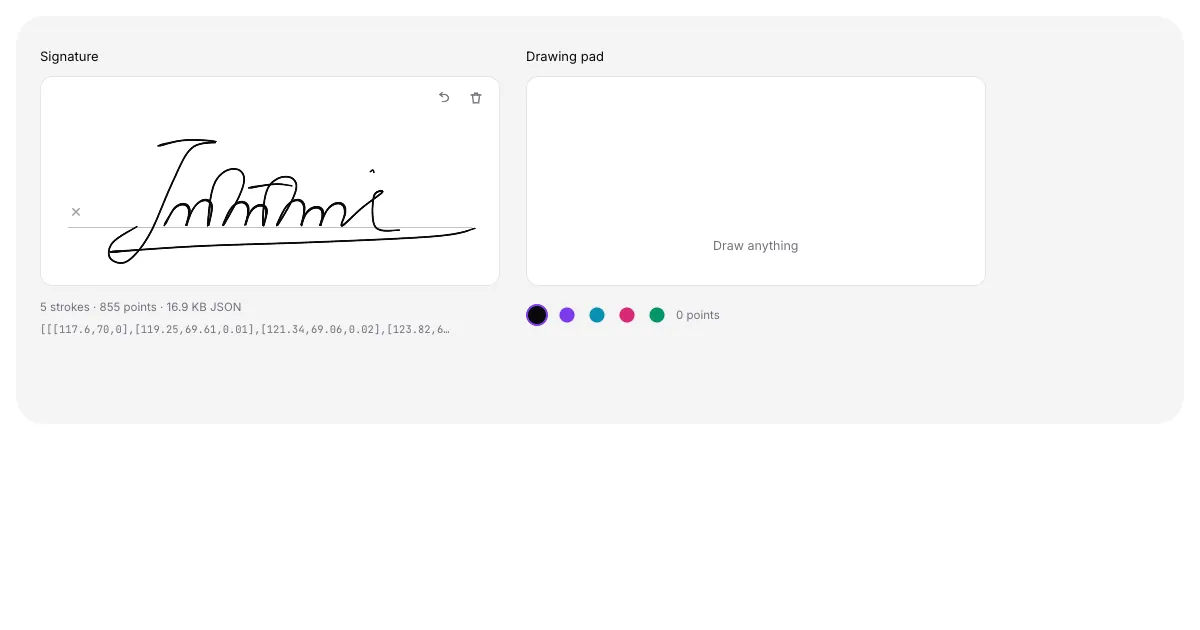 Signature
Drawing pad
Draw anything
5 strokes · 855 points · 16.9 KB JSON
[[[117.6,70,0],[119.25,69.61,0.01],[121.34,69.06,0.02],[123.82,6…
0 points